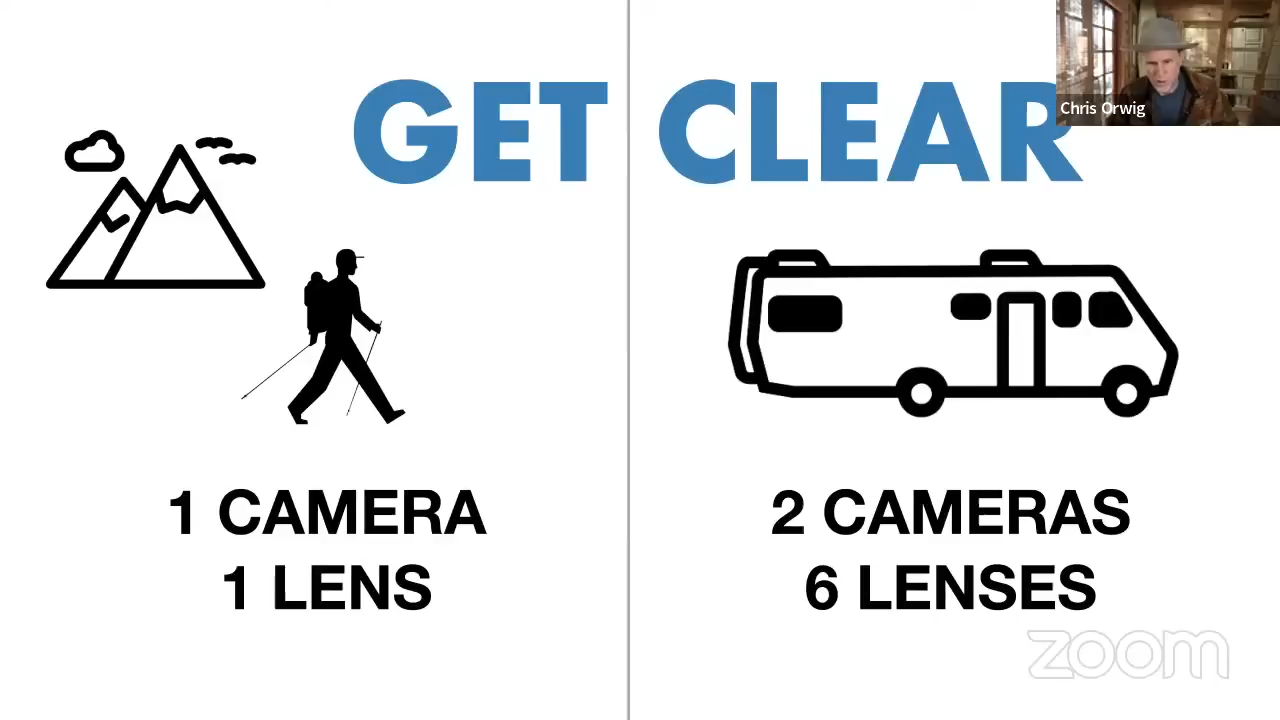 GET CLEAR
Chris Orwig
1 CAMERA
1 LENS
2 CAMERAS
6 LENSES
zoom